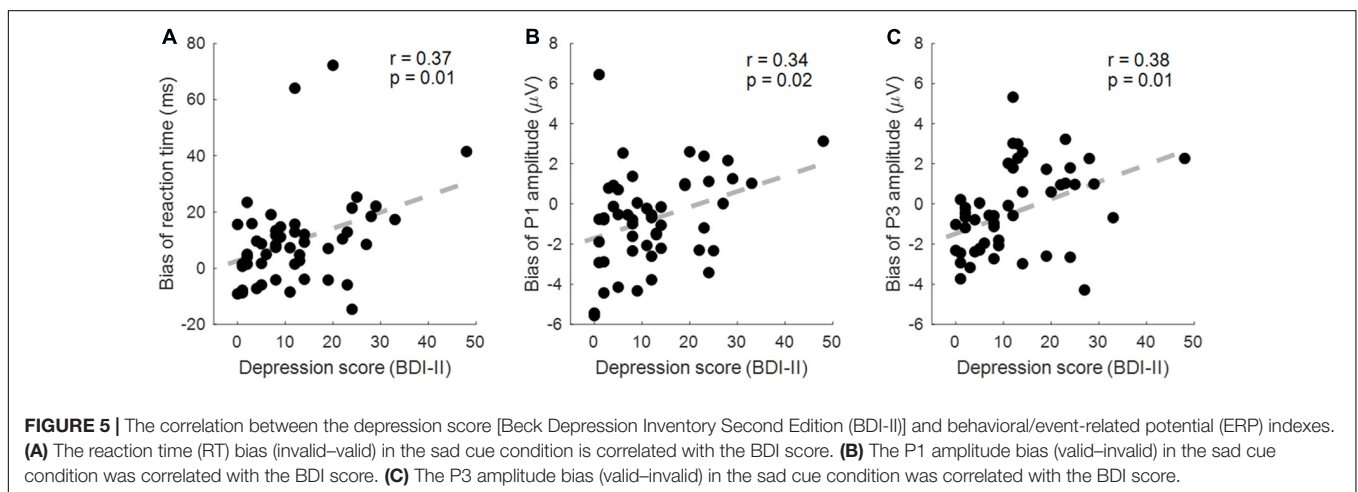 A
B
C
r = 0.37
p = 0.01
r = 0.34
p = 0.02
r = 0.38
p = 0.01
Bias of reaction time (ms)
80
60
40
20
0
-20
0 10 20 30 40 50
Depression score (BDI-II)
Bias of P1 amplitude (μV)
8
6
4
2
0
-2
-4
-6
0 10 20 30 40 50
Depression score (BDI-II)
Bias of P3 amplitude (μV)
8
6
4
2
0
-2
-4
-6
0 10 20 30 40 50
Depression score (BDI-II)
FIGURE 5 | The correlation between the depression score [Beck Depression Inventory Second Edition (BDI-II)] and behavioral/event-related potential (ERP) indexes.
(A) The reaction time (RT) bias (invalid–valid) in the sad cue condition is correlated with the BDI score. (B) The P1 amplitude bias (valid–invalid) in the sad cue
condition was correlated with the BDI score. (C) The P3 amplitude bias (valid–invalid) in the sad cue condition was correlated with the BDI score.